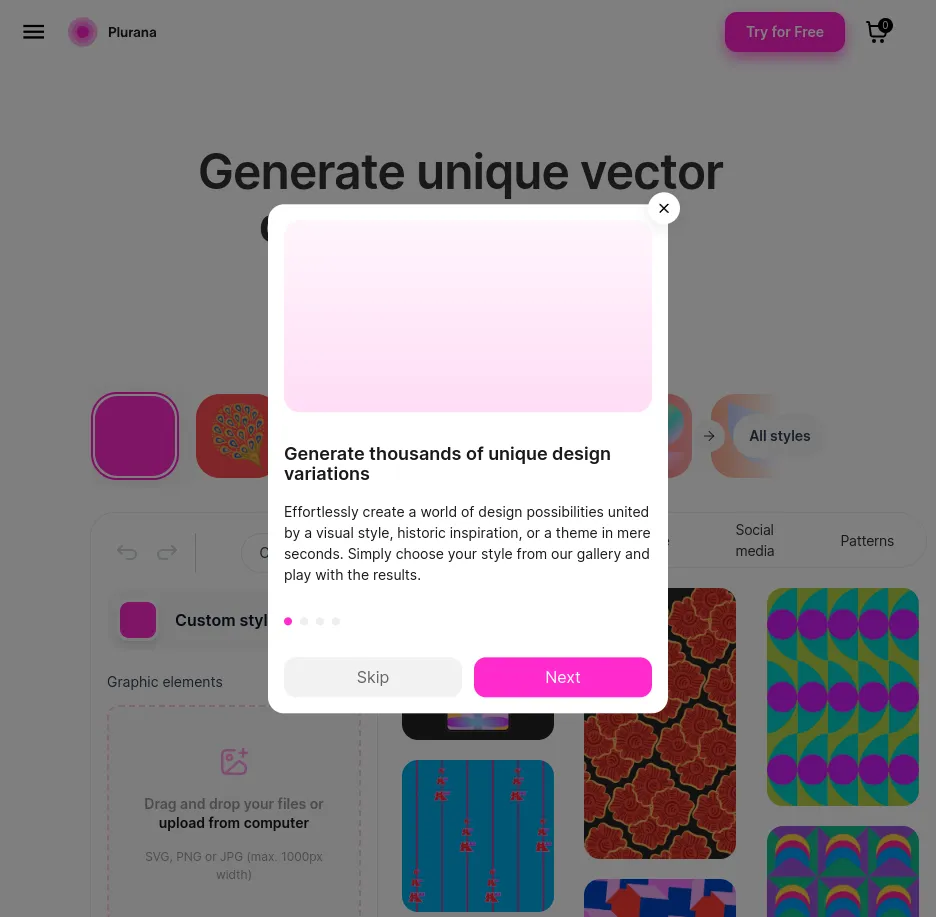 Plurana
Try for Free
0
Generate unique vector
All styles
Social
media
Patterns
Custom styl
Graphic elements
Drag and drop your files or
upload from computer
SVG, PNG or JPG (max. 1000px
width)
Generate thousands of unique design
variations
Effortlessly create a world of design possibilities united
by a visual style, historic inspiration, or a theme in mere
seconds. Simply choose your style from our gallery and
play with the results.
Skip
Next